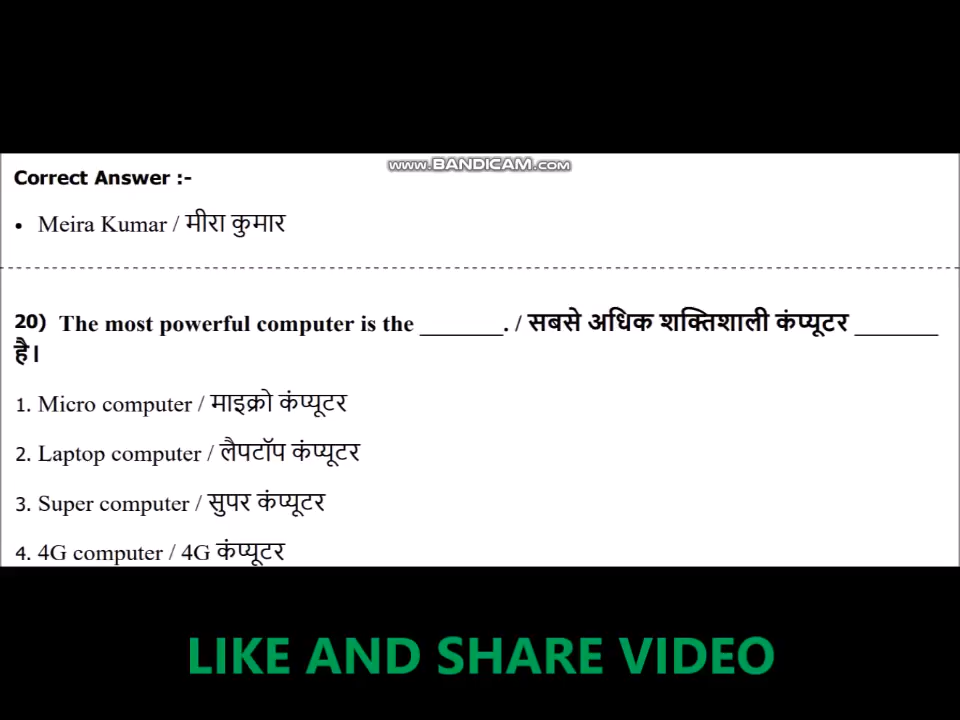 www.BANDICAM.com
Correct Answer :-
• Meira Kumar / मीरा कुमार
20) The most powerful computer is the _______. / सबसे अधिक शक्तिशाली कंप्यूटर _______
है।
1. Micro computer / माइक्रो कंप्यूटर
2. Laptop computer / लैपटॉप कंप्यूटर
3. Super computer / सुपर कंप्यूटर
4. 4G computer / 4G कंप्यूटर
LIKE AND SHARE VIDEO